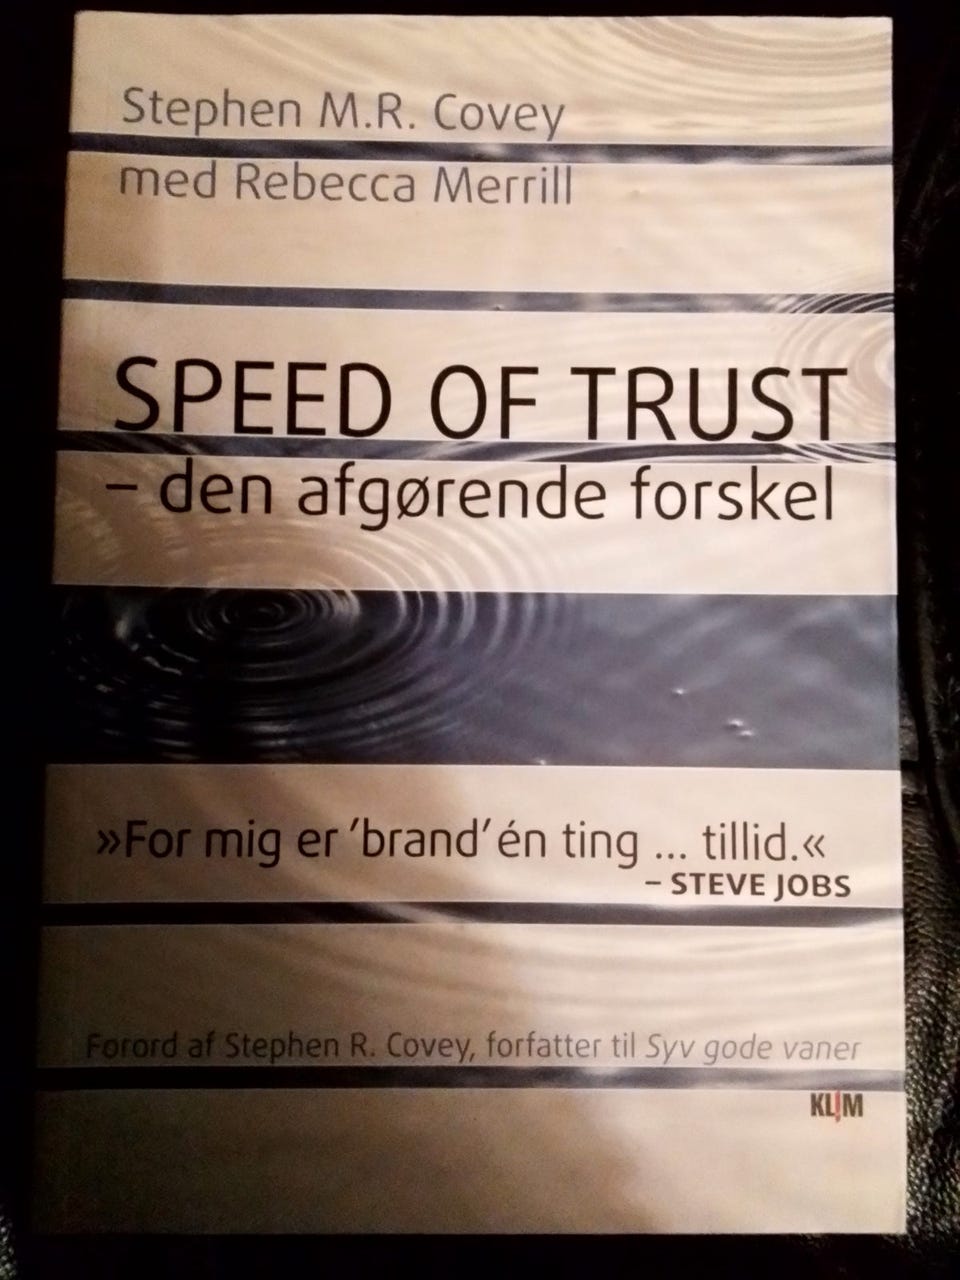 Stephen M.R. Covey
med Rebecca Merrill
SPEED OF TRUST
– den afgørende forskel
»For mig er ’brand’ én ting ... tillid.«
– STEVE JOBS
Forord af Stephen R. Covey, forfatter til Syv gode vaner
KLIM